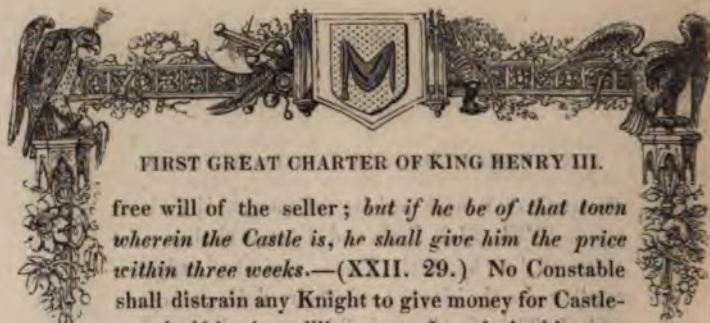 M
FIRST GREAT CHARTER OF KING HENRY III.
free will of the seller; but if he be of that town
wherein the Castle is, he shall give him the price
within three weeks.—(XXII. 29.) No Constable
shall distrain any Knight to give money for Castle-